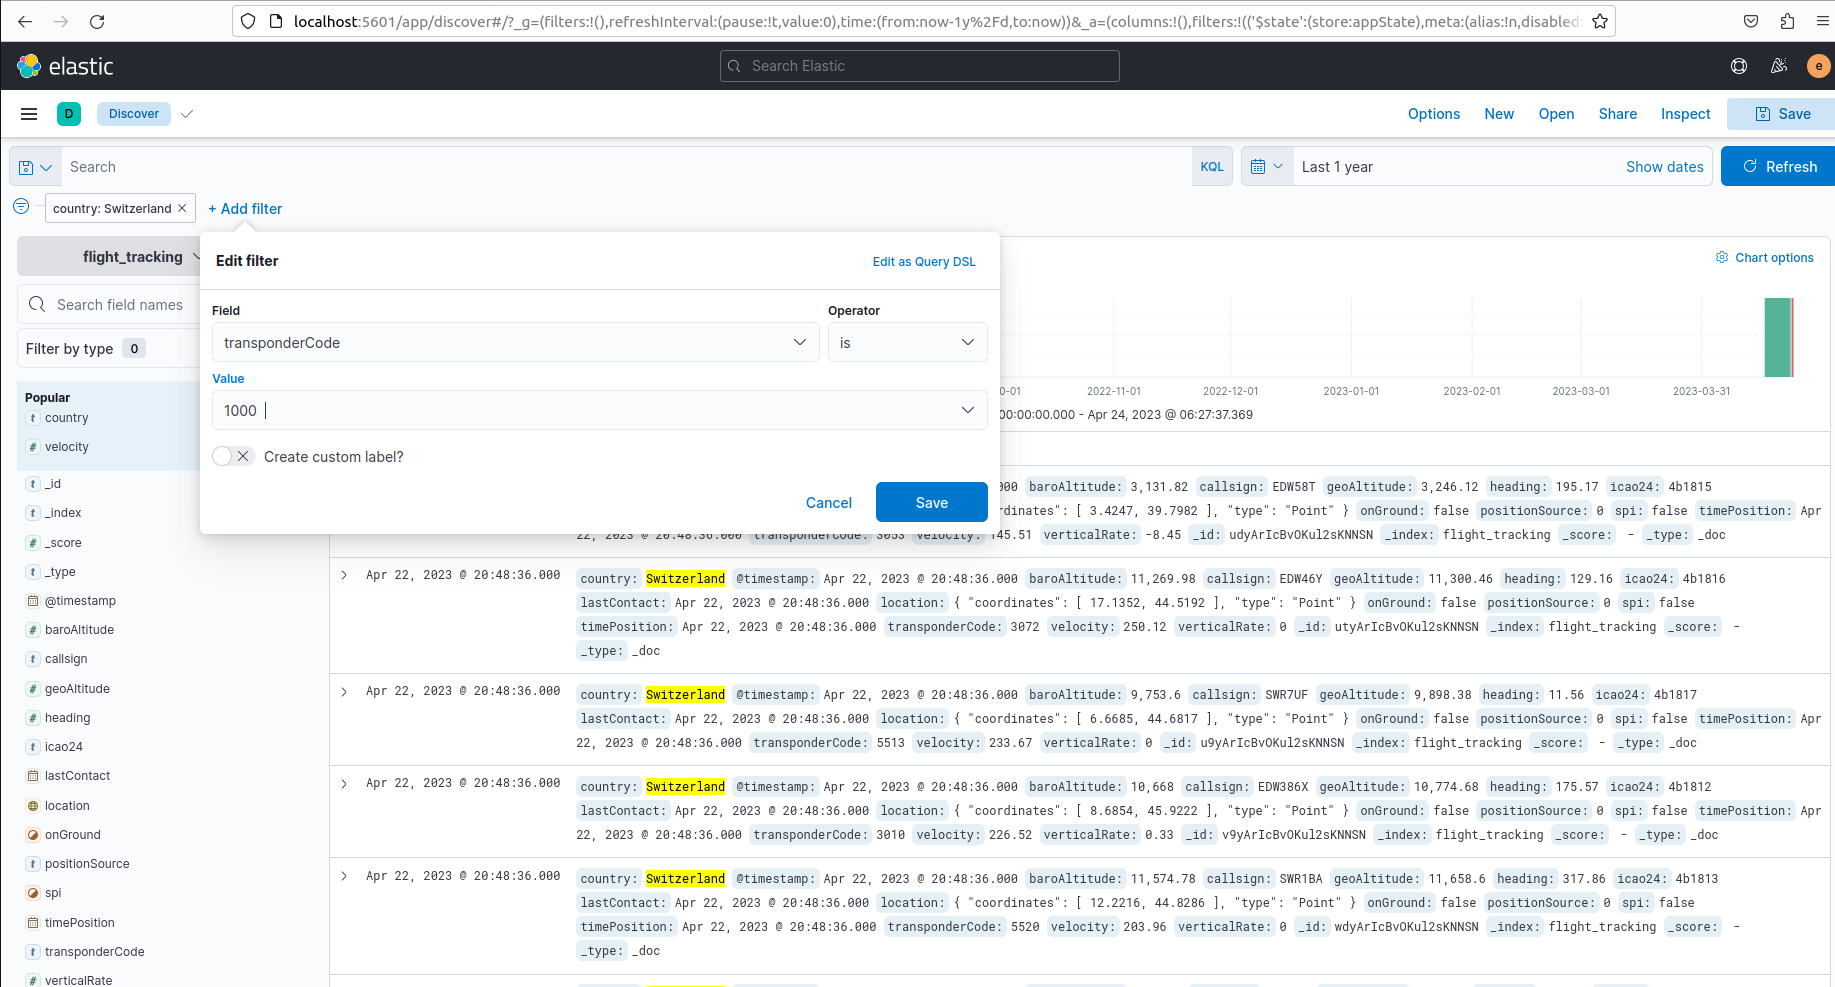 localhost:5601/app/discover#/?_g=(filters:!(),refreshInterval:(pause:!t,value:0),time:(from:now-1y%2Fd,to:now))&_a=(columns:!(),filters:!(('$state':(store:appState),meta:(alias:!n,disabled:
elastic
Search Elastic
e
D Discover Options New Open Share Inspect Save
Search KQL Last 1 year Show dates Refresh
country: Switzerland × + Add filter
flight_tracking
Edit filter Edit as Query DSL
Chart options
Search field names
Field Operator
transponderCode is
Filter by type 0
Value
1000
Create custom label?
Cancel Save
0-01 2022-11-01 2022-12-01 2023-01-01 2023-02-01 2023-03-01 2023-03-31
00:00:00.000 - Apr 24, 2023 @ 06:27:37.369
Popular
t country
# velocity
t _id
t _index
# _score
t _type
@timestamp
# baroAltitude
t callsign
# geoAltitude
# heading
t icao24
lastContact
location
onGround
t positionSource
spi
timePosition
t transponderCode
# verticalRate
000 baroAltitude: 3,131.82 callsign: EDW58T geoAltitude: 3,246.12 heading: 195.17 icao24: 4b1815
rdinates": [ 3.4247, 39.7982 ], "type": "Point" } onGround: false positionSource: 0 spi: false timePosition: Apr
22, 2023 @ 20:48:36.000 transponderCode: 3053 velocity: 145.51 verticalRate: -8.45 _id: udyArIcBvOKul2sKNNSN _index: flight_tracking _score: - _type: _doc
Apr 22, 2023 @ 20:48:36.000 country: Switzerland @timestamp: Apr 22, 2023 @ 20:48:36.000 baroAltitude: 11,269.98 callsign: EDW46Y geoAltitude: 11,300.46 heading: 129.16 icao24: 4b1816
lastContact: Apr 22, 2023 @ 20:48:36.000 location: { "coordinates": [ 17.1352, 44.5192 ], "type": "Point" } onGround: false positionSource: 0 spi: false
timePosition: Apr 22, 2023 @ 20:48:36.000 transponderCode: 3072 velocity: 250.12 verticalRate: 0 _id: utyArIcBvOKul2sKNNSN _index: flight_tracking _score: -
_type: _doc
Apr 22, 2023 @ 20:48:36.000 country: Switzerland @timestamp: Apr 22, 2023 @ 20:48:36.000 baroAltitude: 9,753.6 callsign: SWR7UF geoAltitude: 9,898.38 heading: 11.56 icao24: 4b1817
lastContact: Apr 22, 2023 @ 20:48:36.000 location: { "coordinates": [ 6.6685, 44.6817 ], "type": "Point" } onGround: false positionSource: 0 spi: false timePosition: Apr
22, 2023 @ 20:48:36.000 transponderCode: 5513 velocity: 233.67 verticalRate: 0 _id: u9yArIcBvOKul2sKNNSN _index: flight_tracking _score: - _type: _doc
Apr 22, 2023 @ 20:48:36.000 country: Switzerland @timestamp: Apr 22, 2023 @ 20:48:36.000 baroAltitude: 10,668 callsign: EDW386X geoAltitude: 10,774.68 heading: 175.57 icao24: 4b1812
lastContact: Apr 22, 2023 @ 20:48:36.000 location: { "coordinates": [ 8.6854, 45.9222 ], "type": "Point" } onGround: false positionSource: 0 spi: false timePosition: Apr
22, 2023 @ 20:48:36.000 transponderCode: 3010 velocity: 226.52 verticalRate: 0.33 _id: v9yArIcBvOKul2sKNNSN _index: flight_tracking _score: - _type: _doc
Apr 22, 2023 @ 20:48:36.000 country: Switzerland @timestamp: Apr 22, 2023 @ 20:48:36.000 baroAltitude: 11,574.78 callsign: SWR1BA geoAltitude: 11,658.6 heading: 317.86 icao24: 4b1813
lastContact: Apr 22, 2023 @ 20:48:36.000 location: { "coordinates": [ 12.2216, 44.8286 ], "type": "Point" } onGround: false positionSource: 0 spi: false
timePosition: Apr 22, 2023 @ 20:48:36.000 transponderCode: 5520 velocity: 203.96 verticalRate: 0 _id: wdyArIcBvOKul2sKNNSN _index: flight_tracking _score: -
_type: _doc